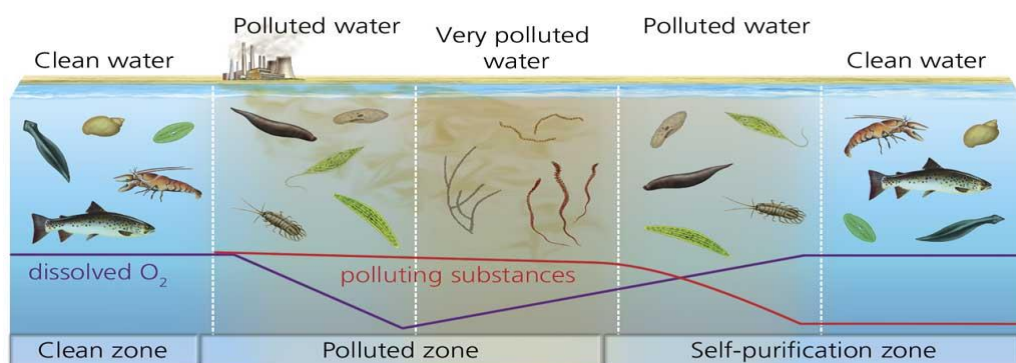 Clean water
Polluted water
Very polluted
water
Polluted water
Clean water
dissolved O₂
polluting substances
Clean zone
Polluted zone
Self-purification zone